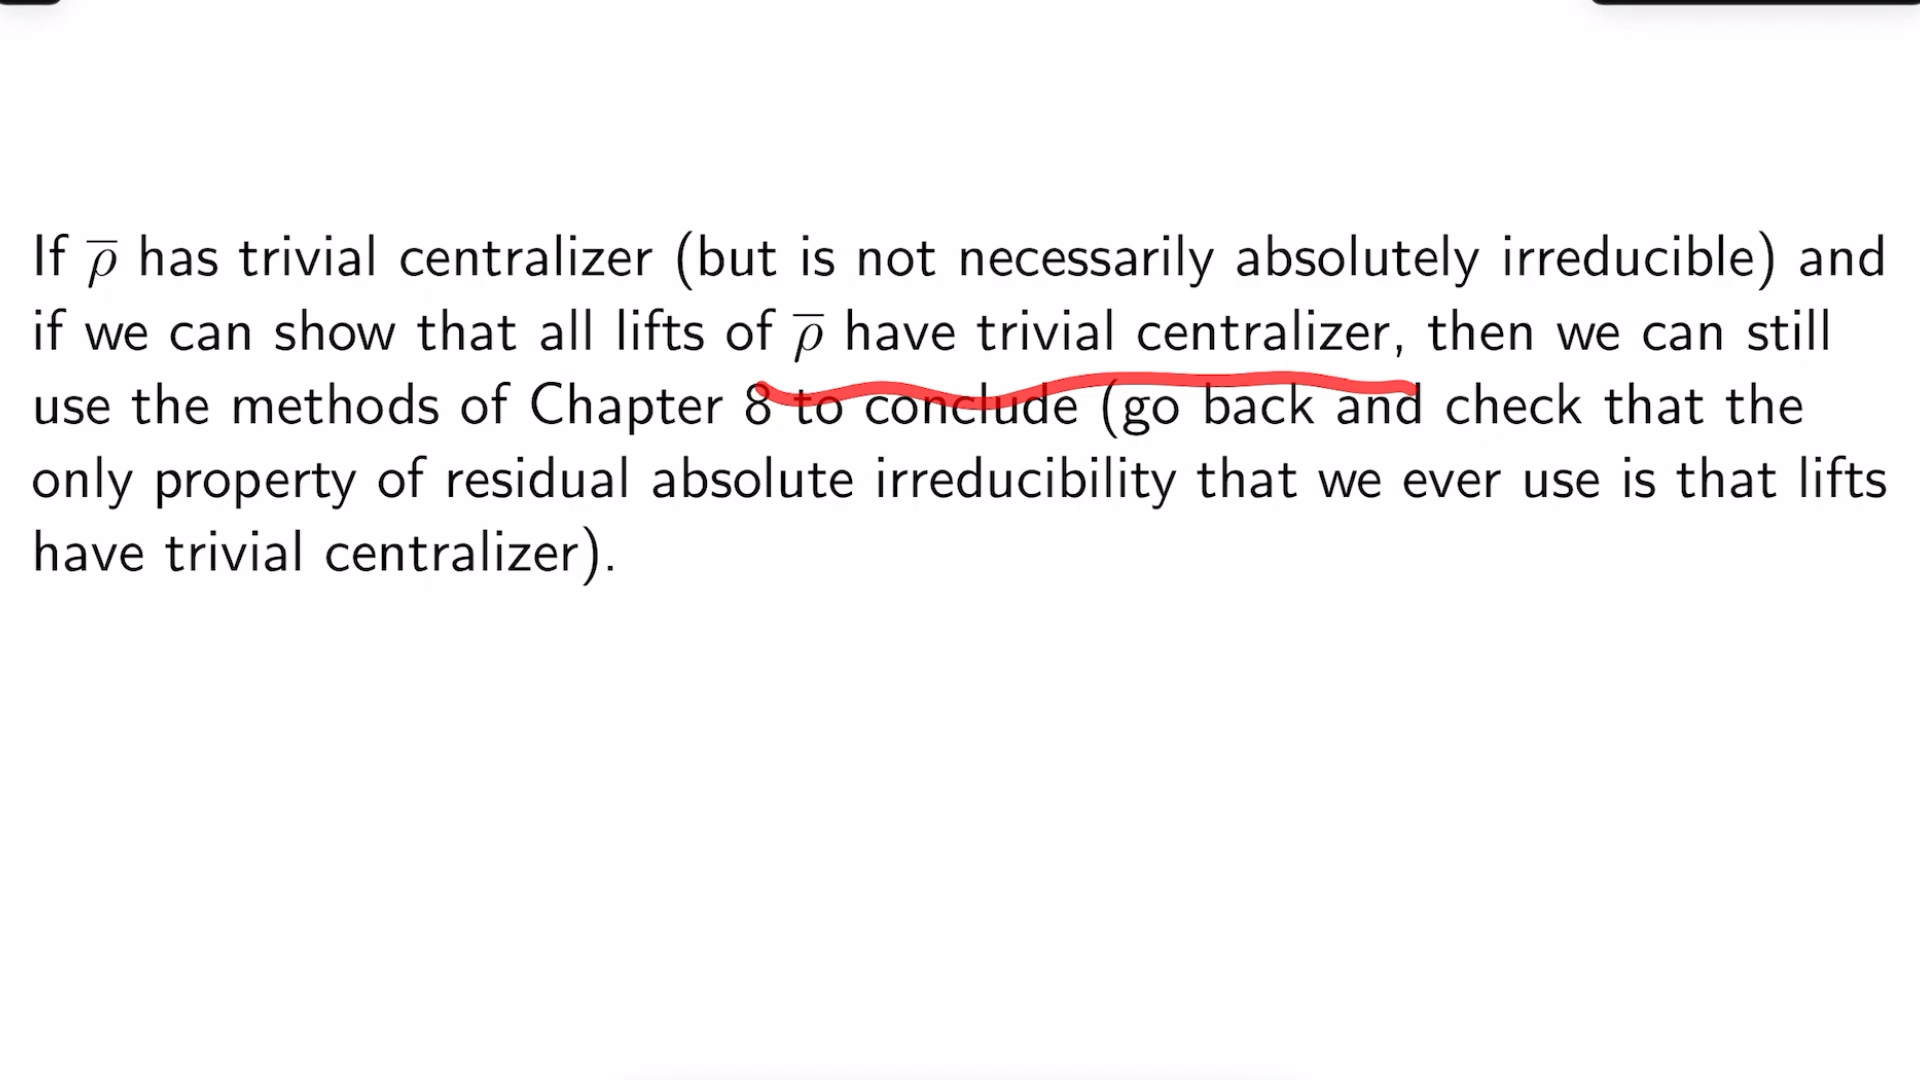 If ρ̅ has trivial centralizer (but is not necessarily absolutely irreducible) and
if we can show that all lifts of ρ̅ have trivial centralizer, then we can still
use the methods of Chapter 8 to conclude (go back and check that the
only property of residual absolute irreducibility that we ever use is that lifts
have trivial centralizer).